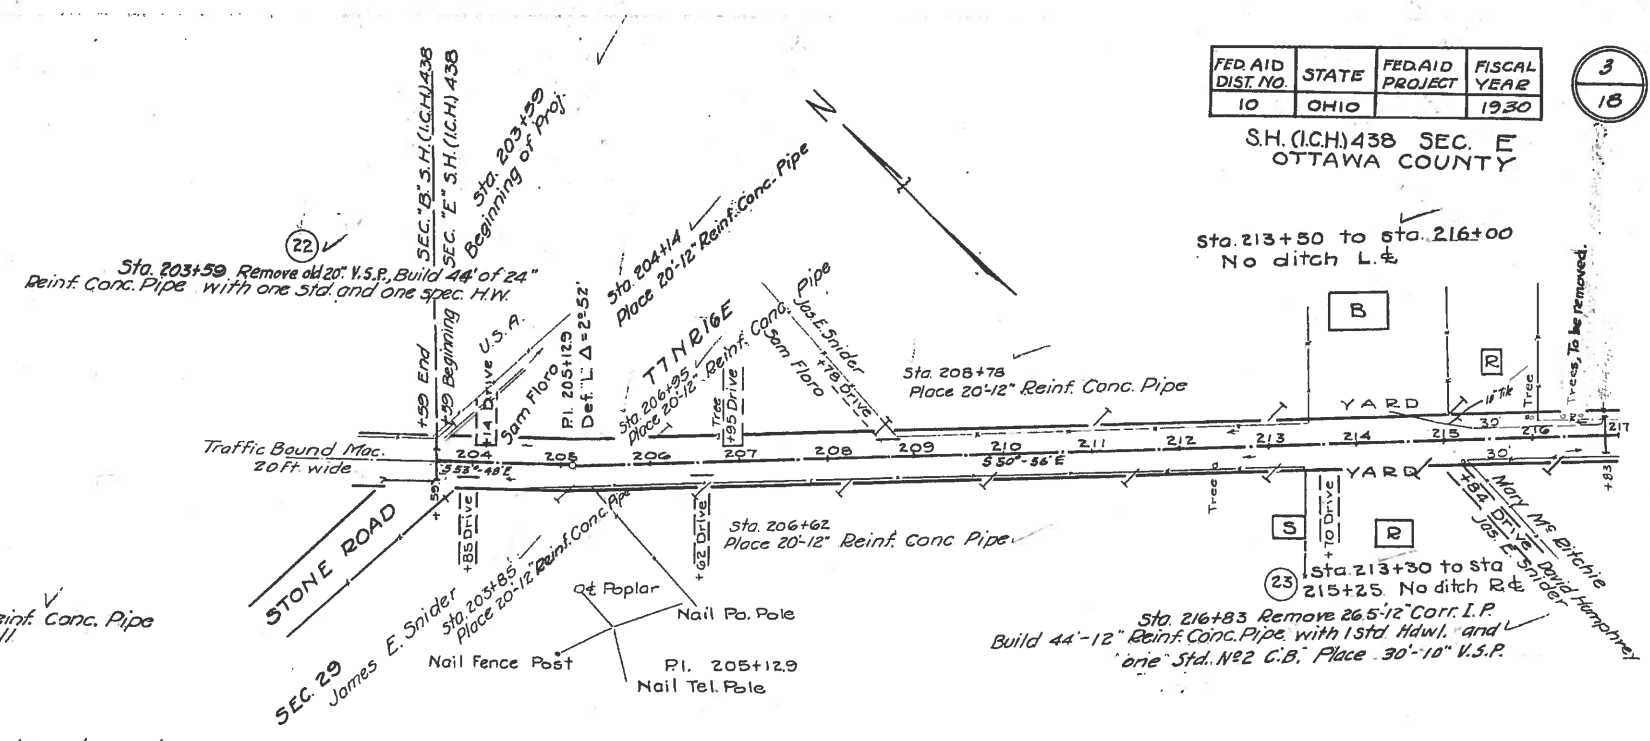 FED. AID DIST. NO. STATE FED. AID PROJECT FISCAL YEAR
10 OHIO 1930
3
18
S.H. (I.C.H.) 438 SEC. E
OTTAWA COUNTY
SEC. "B" S.H. (I.C.H.) 438
SEC. "E" S.H. (I.C.H.) 438
+59 End
+59 Beginning
Sta. 203+59
Beginning of Proj.
N
22
Sta. 203+59 Remove old 20" V.S.P., Build 44' of 24"
Reinf. Conc. Pipe with one std. and one spec. H.W.
Sta. 204+14
Place 20'-12" Reinf. Conc. Pipe
U.S.A.
+14 Drive
Sam Floro
P.I. 205+12.9
Def. "L" Δ = 2°-52'
T7N R16E
Sta. 206+95
Place 20'-12" Reinf. Conc. Pipe
Tree
+95 Drive
Jas. E. Snider
Sam Floro
+78 Drive
Sta. 208+78
Place 20'-12" Reinf. Conc. Pipe
Sta. 213+50 to Sta. 216+00
No ditch L. ℄
B
R
YARD
18" Tile
30'
Tree
Trees, To be removed.
Traffic Bound Mac.
20 Ft. wide
204 205 206 207 208 209 210 211 212 213 214 215 216 217
S 53°-48' E
S 50°-56' E
30'
YARD
+59
+83
STONE ROAD
+85 Drive
+62 Drive
Sta. 206+62
Place 20'-12" Reinf. Conc Pipe
Tree
S
+70 Drive
R
+84 Drive
Mary Mc Ritchie
David Humphrey
Jas. E. Snider
SEC. 29
James E. Snider
Sta. 203+85
Place 20'-12" Reinf. Conc. Pipe
℄ Poplar
Nail Po. Pole
Nail Fence Post
P.I. 205+12.9
Nail Tel. Pole
23
Sta. 213+30 to Sta
215+25 No ditch R ℄
Sta. 216+83 Remove 26.5'-12" Corr. I.P.
Build 44'-12" Reinf. Conc. Pipe with 1 std. Hdwl. and
one Std. Nº2 C.B. Place 30'-10" V.S.P.
Conc. Pipe